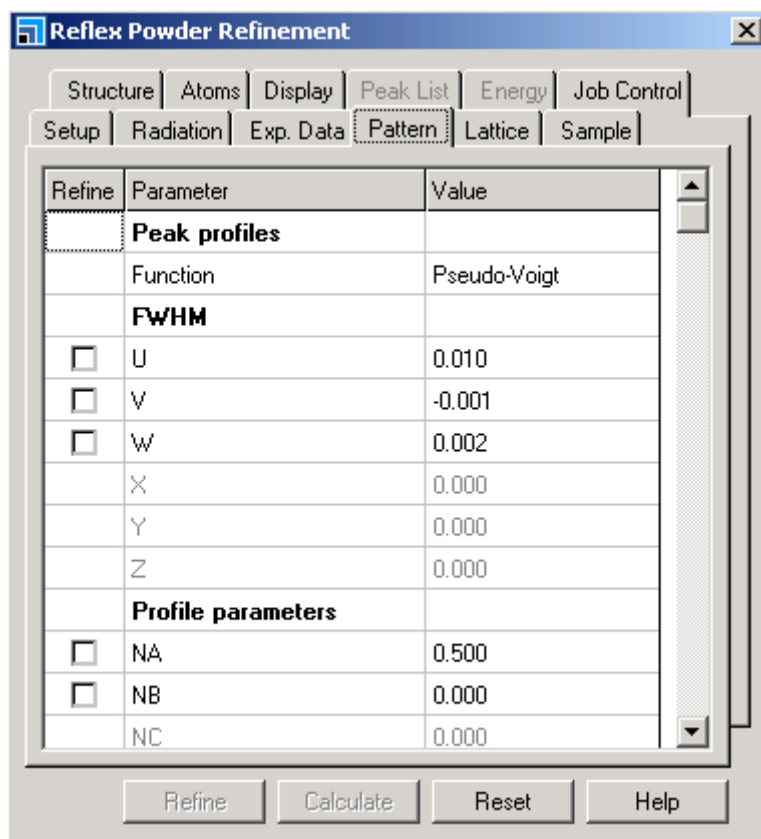 Reflex Powder Refinement
Structure Atoms Display Peak List Energy Job Control
Setup Radiation Exp. Data Pattern Lattice Sample
Refine Parameter Value
Peak profiles
Function Pseudo-Voigt
FWHM
U 0.010
V -0.001
W 0.002
X 0.000
Y 0.000
Z 0.000
Profile parameters
NA 0.500
NB 0.000
NC 0.000
Refine Calculate Reset Help